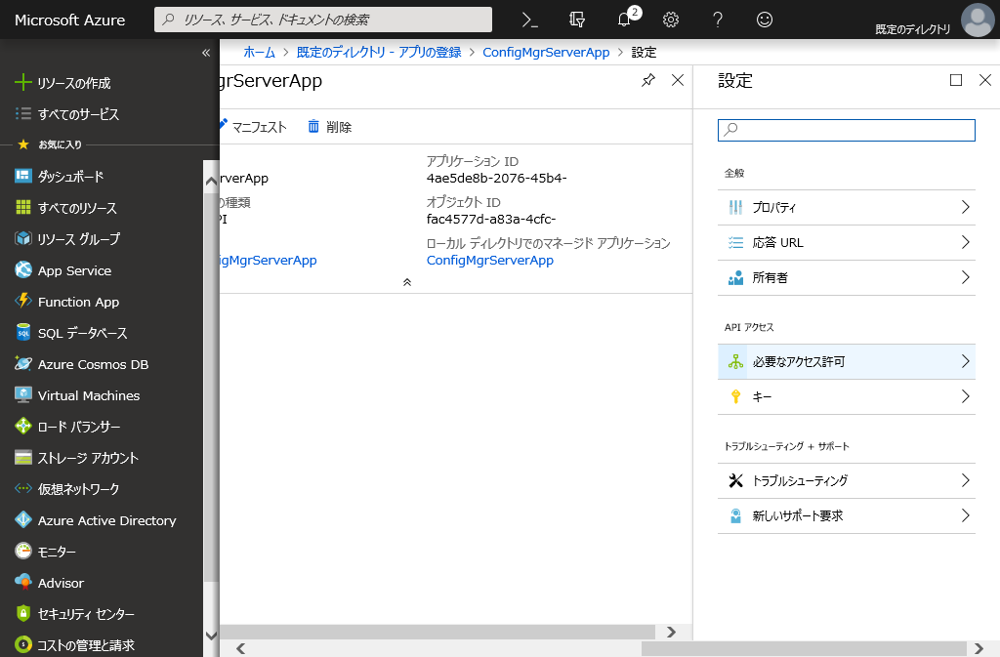 Microsoft Azure
リソース、サービス、ドキュメントの検索
2
既定のディレクトリ
«
リソースの作成
すべてのサービス
お気に入り
ダッシュボード
すべてのリソース
リソース グループ
App Service
Function App
SQL データベース
Azure Cosmos DB
Virtual Machines
ロード バランサー
ストレージ アカウント
仮想ネットワーク
Azure Active Directory
モニター
Advisor
セキュリティ センター
コストの管理と請求
ホーム > 既定のディレクトリ - アプリの登録 > ConfigMgrServerApp > 設定
grServerApp
マニフェスト
削除
rverApp
の種類
PI
figMgrServerApp
アプリケーション ID
4ae5de8b-2076-45b4-
オブジェクト ID
fac4577d-a83a-4cfc-
ローカル ディレクトリでのマネージド アプリケーション
ConfigMgrServerApp
設定
全般
プロパティ
応答 URL
所有者
API アクセス
必要なアクセス許可
キー
トラブルシューティング + サポート
トラブルシューティング
新しいサポート要求